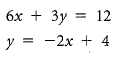 6x + 3y = 12
y = −2x + 4